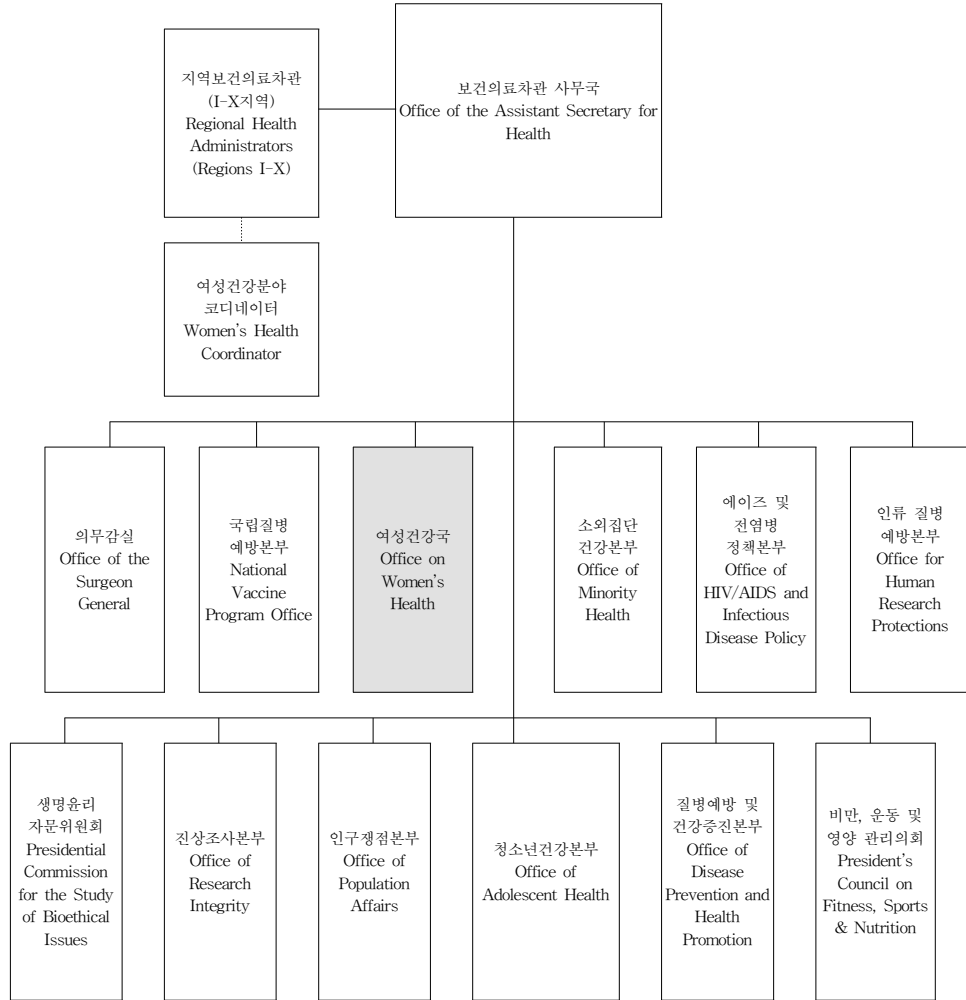 지역보건의료차관
(I-X지역)
Regional Health
Administrators
(Regions I-X)
보건의료차관 사무국
Office of the Assistant Secretary for
Health
여성건강분야
코디네이터
Women's Health
Coordinator
의무감실
Office of the
Surgeon
General
국립질병
예방본부
National
Vaccine
Program Office
여성건강국
Office on
Women's
Health
소외집단
건강본부
Office of
Minority
Health
에이즈 및
전염병
정책본부
Office of
HIV/AIDS and
Infectious
Disease Policy
인류 질병
예방본부
Office for
Human
Research
Protections
생명윤리
자문위원회
Presidential
Commission
for the Study
of Bioethical
Issues
진상조사본부
Office of
Research
Integrity
인구쟁점본부
Office of
Population
Affairs
청소년건강본부
Office of
Adolescent Health
질병예방 및
건강증진본부
Office of
Disease
Prevention and
Health
Promotion
비만, 운동 및
영양 관리의회
President's
Council on
Fitness, Sports
& Nutrition